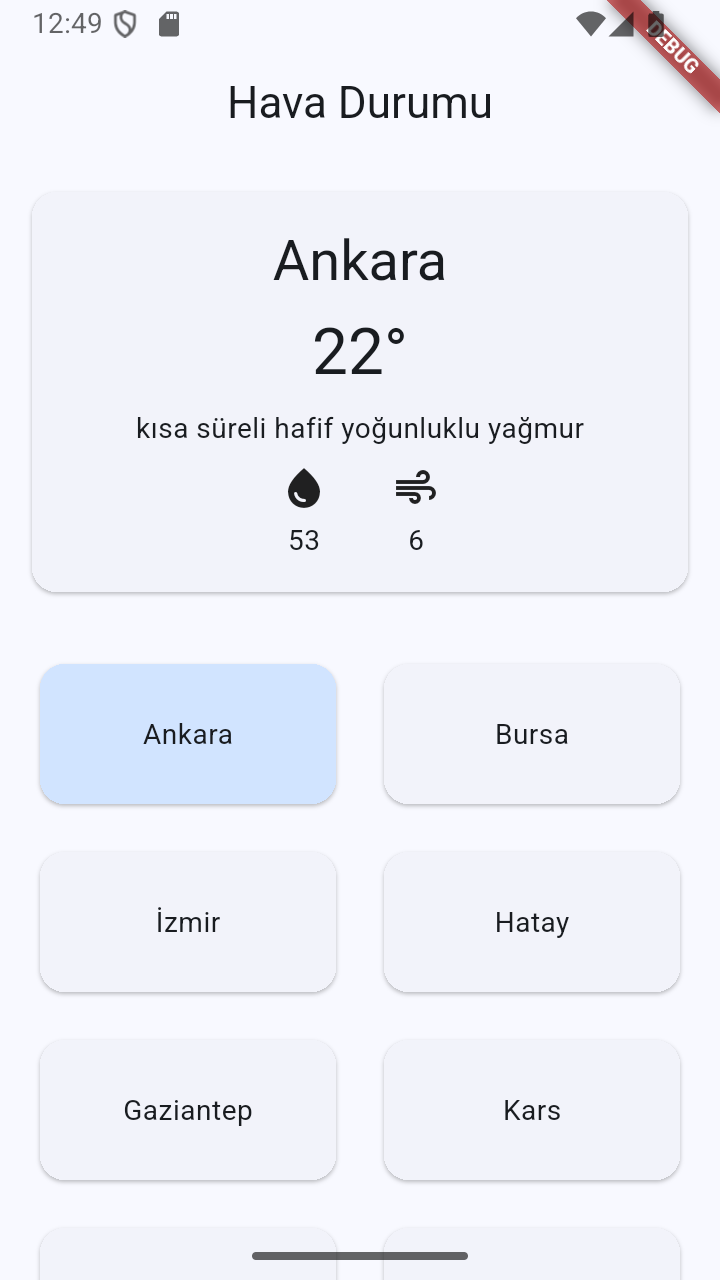 12:49
DEBUG
Hava Durumu
Ankara
22°
kısa süreli hafif yoğunluklu yağmur
53 6
Ankara Bursa
İzmir Hatay
Gaziantep Kars